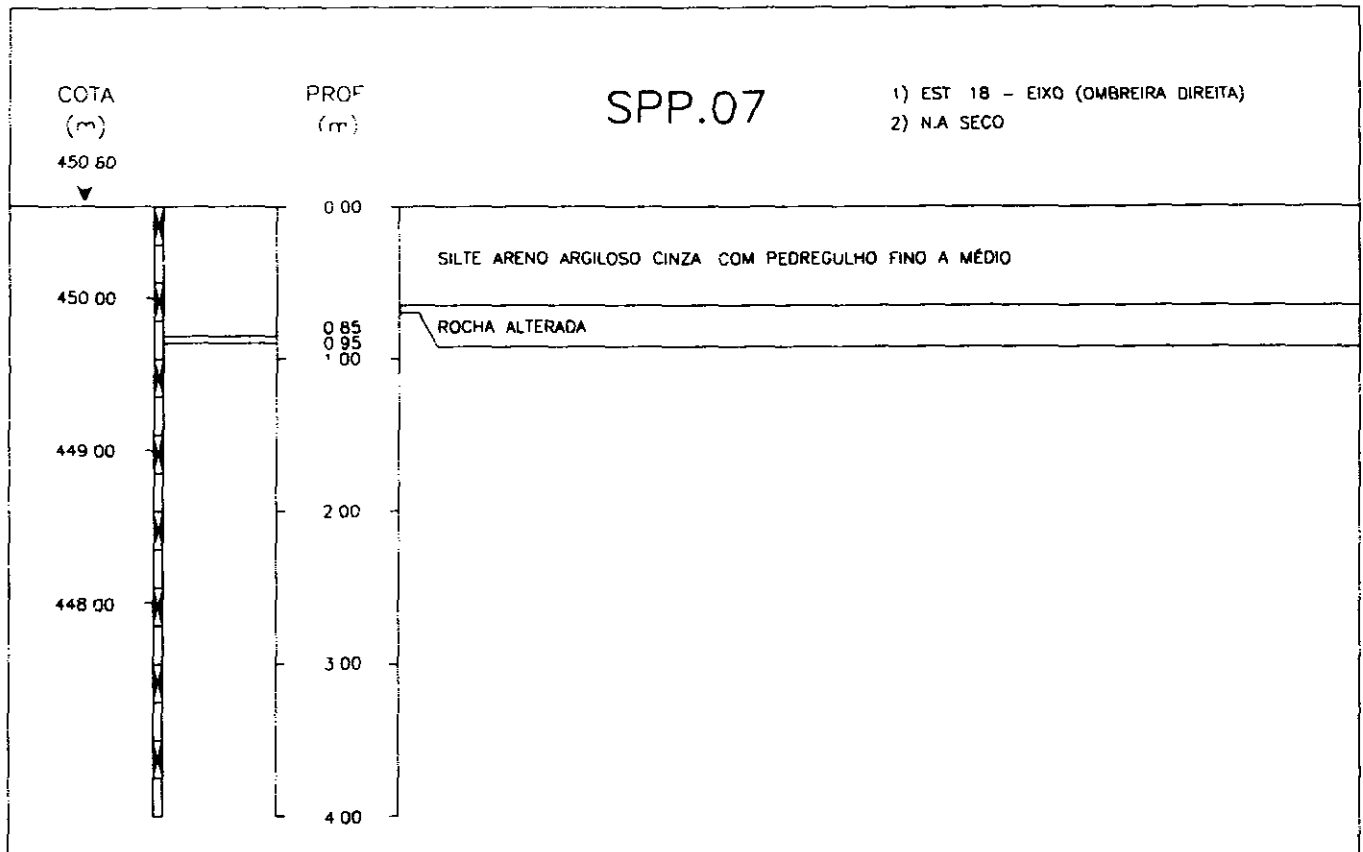 COTA
(m)
450 60
PROF
(m)
SPP.07
1) EST 18 - EIXO (OMBREIRA DIREITA)
2) N.A SECO
0 00
SILTE ARENO ARGILOSO CINZA COM PEDREGULHO FINO A MÉDIO
450 00
0 85
ROCHA ALTERADA
0 95
1 00
449 00
2 00
448 00
3 00
4 00